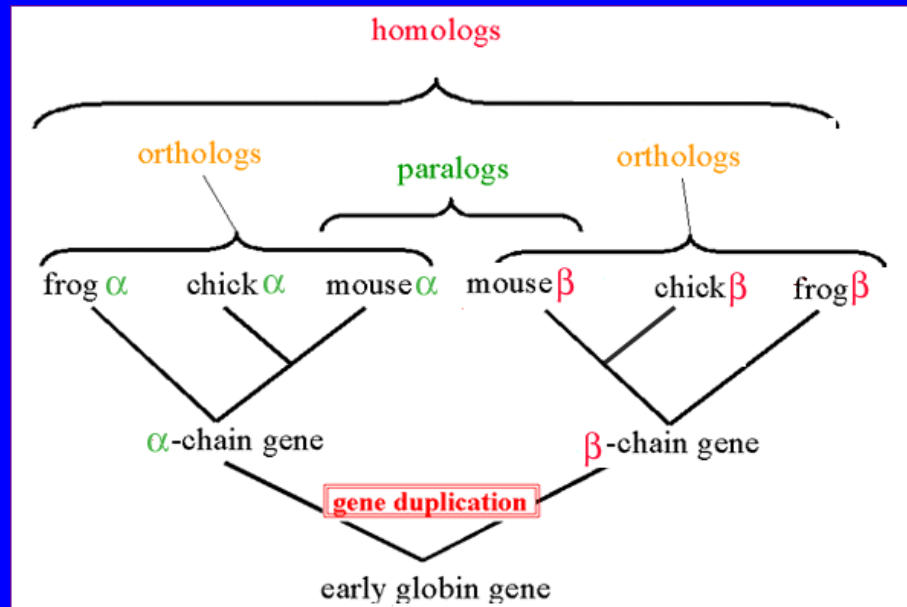 homologs
orthologs
paralogs
orthologs
frog α
chick α
mouse α
mouse β
chick β
frog β
α-chain gene
β-chain gene
gene duplication
early globin gene